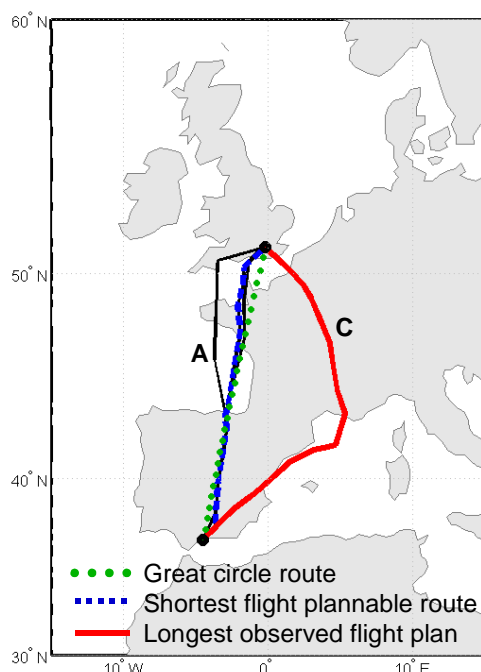 60° N
50° N
C
A
40° N
Great circle route
Shortest flight plannable route
Longest observed flight plan
30° N
10° W
0°
10° E